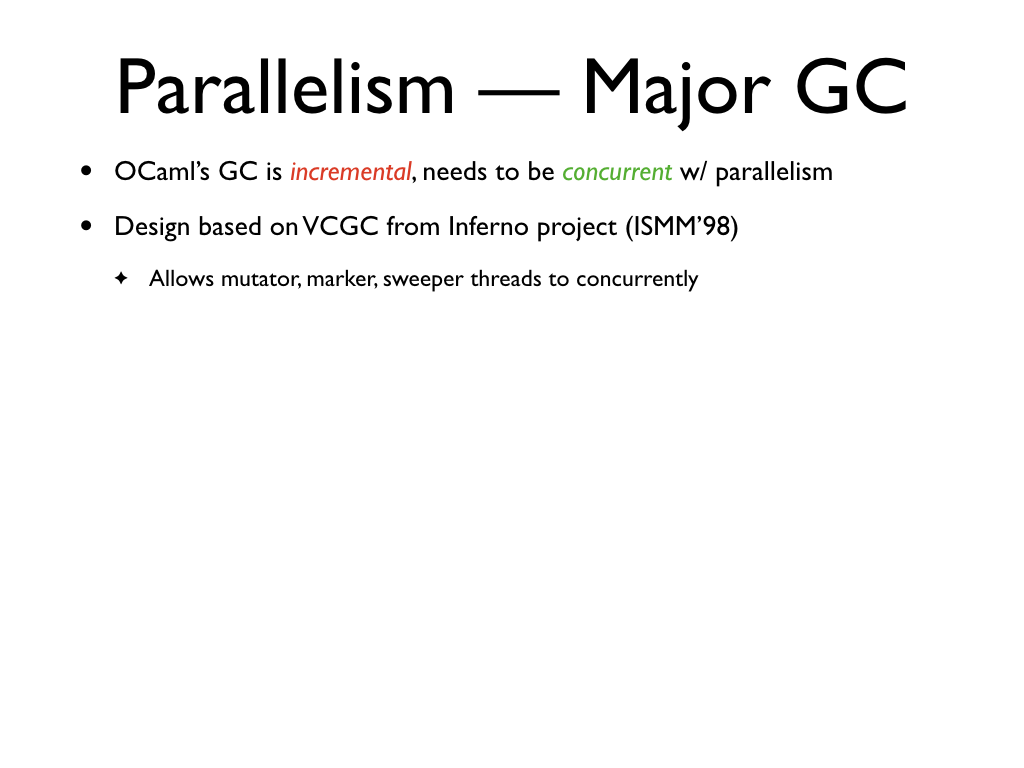 Parallelism — Major GC
• OCaml’s GC is incremental, needs to be concurrent w/ parallelism
• Design based on VCGC from Inferno project (ISMM’98)
✦ Allows mutator, marker, sweeper threads to concurrently